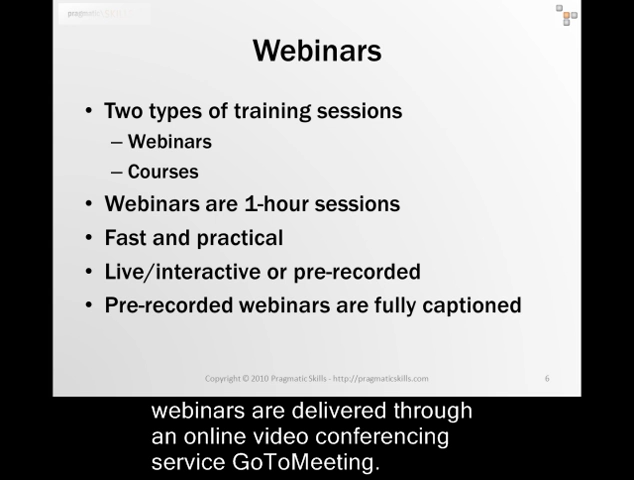 Webinars
• Two types of training sessions
– Webinars
– Courses
• Webinars are 1-hour sessions
• Fast and practical
• Live/interactive or pre-recorded
• Pre-recorded webinars are fully captioned
Copyright © 2010 PragmaticSkills - http://pragmaticskills.com 6
webinars are delivered through
an online video conferencing
service GoToMeeting.